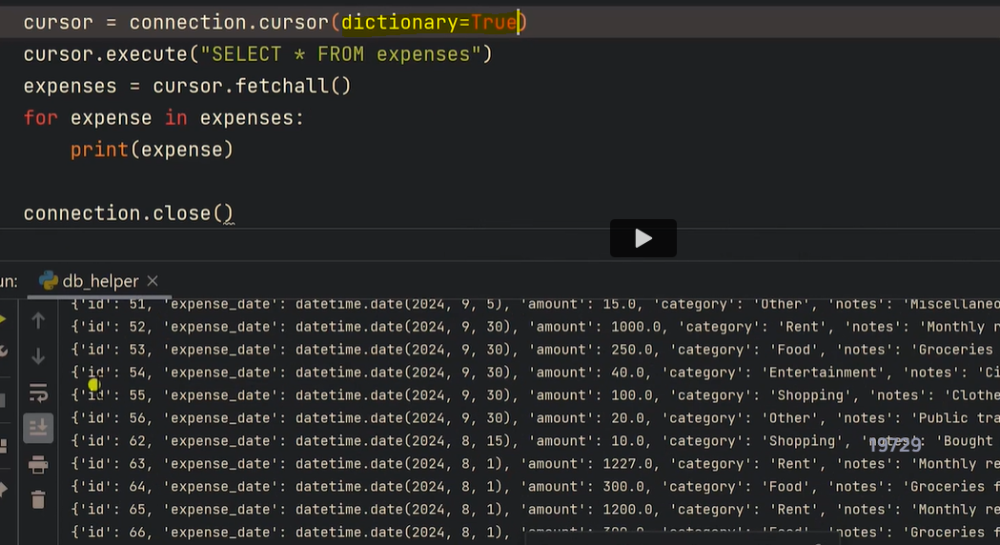 cursor = connection.cursor(dictionary=True)
cursor.execute("SELECT * FROM expenses")
expenses = cursor.fetchall()
for expense in expenses:
    print(expense)
connection.close()
un:
db_helper
{'id': 51, 'expense_date': datetime.date(2024, 9, 5), 'amount': 15.0, 'category': 'Other', 'notes': 'Miscellaneo
{'id': 52, 'expense_date': datetime.date(2024, 9, 30), 'amount': 1000.0, 'category': 'Rent', 'notes': 'Monthly r
{'id': 53, 'expense_date': datetime.date(2024, 9, 30), 'amount': 250.0, 'category': 'Food', 'notes': 'Groceries
{'id': 54, 'expense_date': datetime.date(2024, 9, 30), 'amount': 40.0, 'category': 'Entertainment', 'notes': 'Ci
{'id': 55, 'expense_date': datetime.date(2024, 9, 30), 'amount': 100.0, 'category': 'Shopping', 'notes': 'Clothe
{'id': 56, 'expense_date': datetime.date(2024, 9, 30), 'amount': 20.0, 'category': 'Other', 'notes': 'Public tra
{'id': 62, 'expense_date': datetime.date(2024, 8, 15), 'amount': 10.0, 'category': 'Shopping', 'notes': 'Bought
19729
{'id': 63, 'expense_date': datetime.date(2024, 8, 1), 'amount': 1227.0, 'category': 'Rent', 'notes': 'Monthly re
{'id': 64, 'expense_date': datetime.date(2024, 8, 1), 'amount': 300.0, 'category': 'Food', 'notes': 'Groceries f
{'id': 65, 'expense_date': datetime.date(2024, 8, 1), 'amount': 1200.0, 'category': 'Rent', 'notes': 'Monthly re
{'id': 66, 'expense_date': datetime.date(2024, 8, 1), 'notes': 'Groceries f